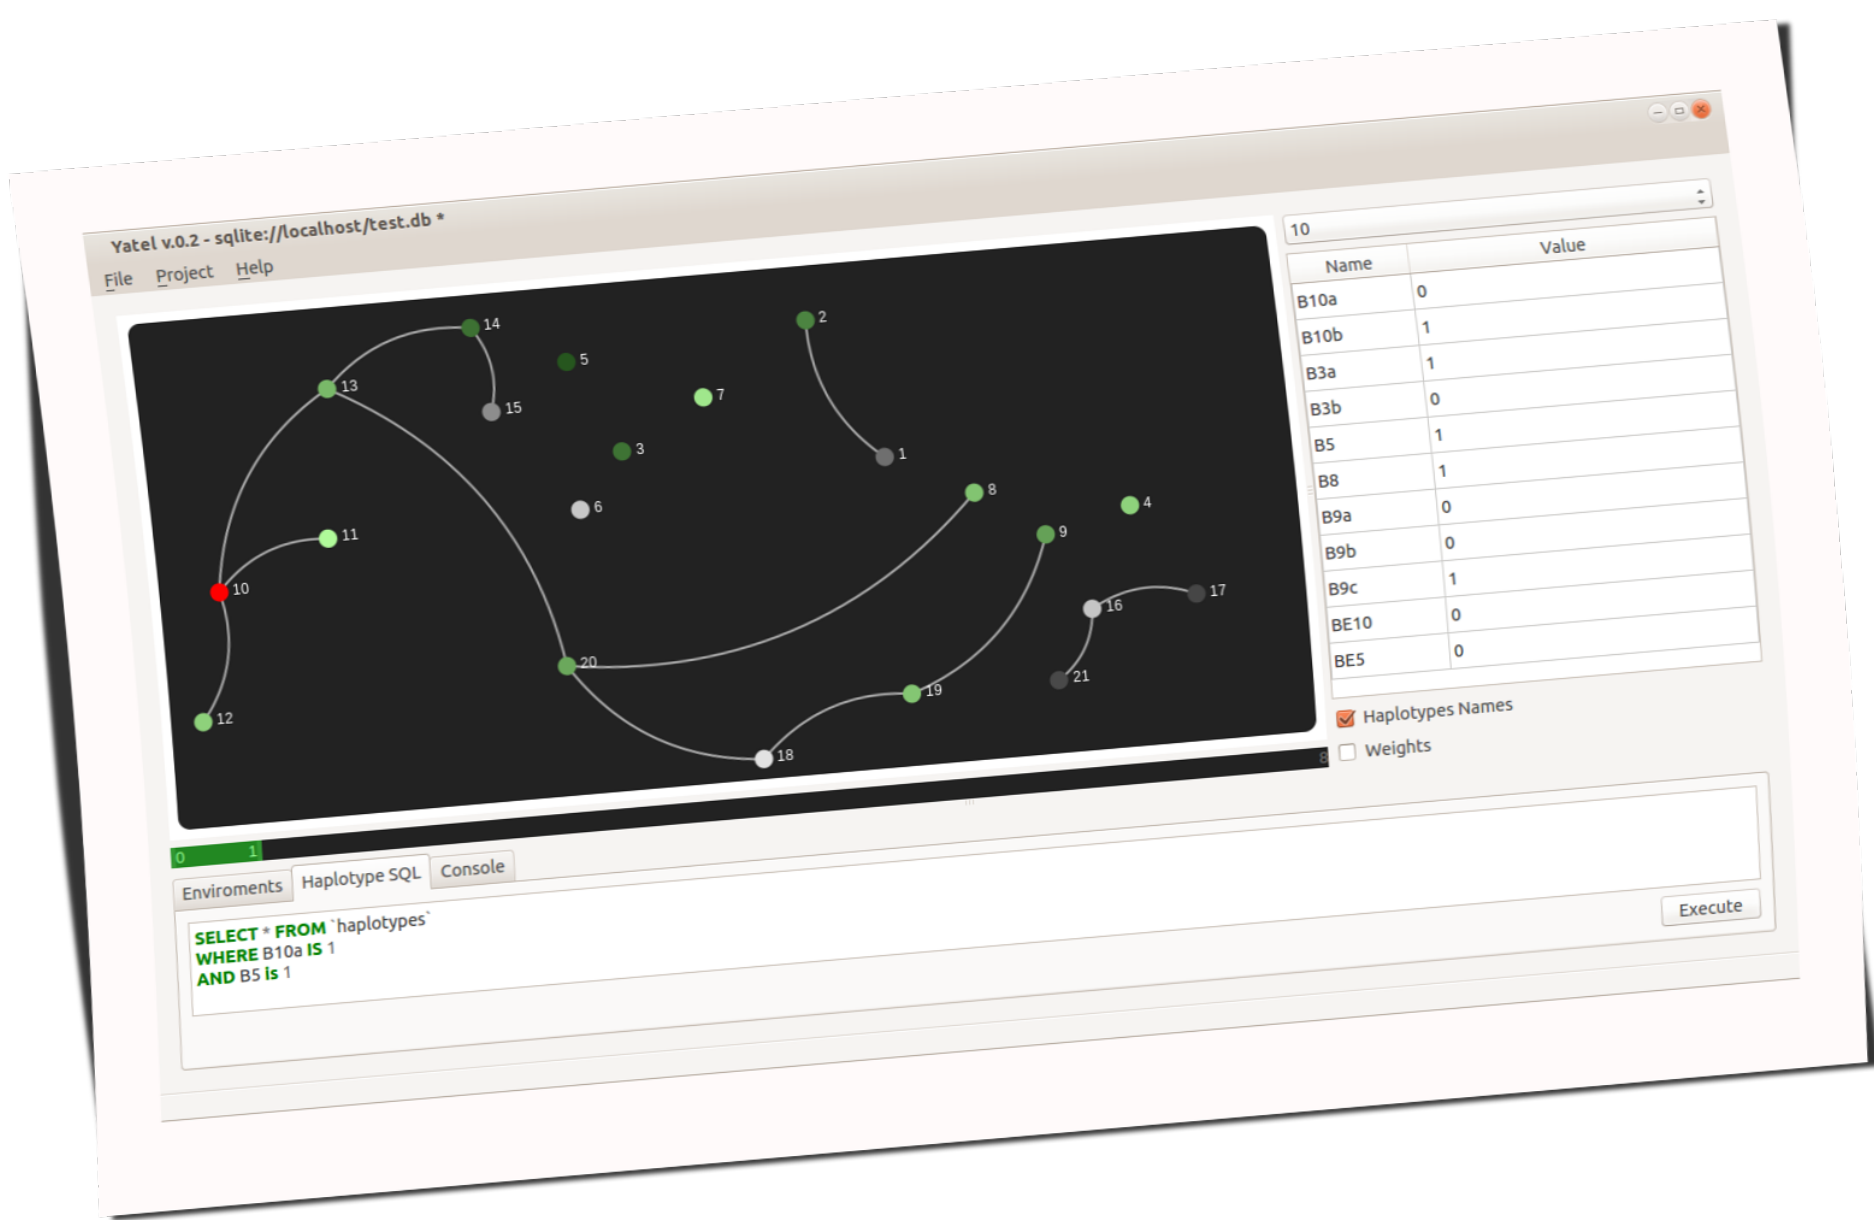 Yatel v.0.2 - sqlite://localhost/test.db *
File Project Help
14
5
2
13
7
15
3
1
6
8
4
9
11
10
16
17
20
21
12
19
18
0 1 8
10
Name Value
B10a 0
B10b 1
B3a 1
B3b 0
B5 1
B8 1
B9a 0
B9b 0
B9c 1
BE10 0
BE5 0
Haplotypes Names
Weights
Enviroments Haplotype SQL Console
SELECT * FROM `haplotypes`
WHERE B10a IS 1
AND B5 is 1
Execute